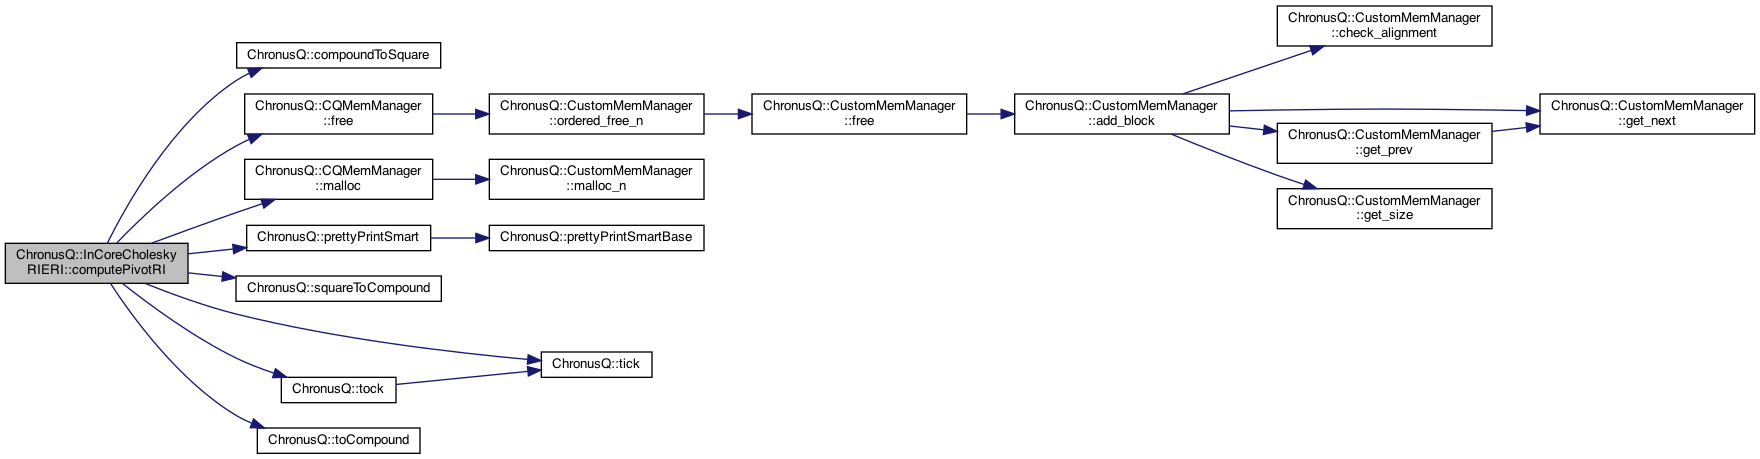 ChronusQ::InCoreCholesky
RIERI::computePivotRI
ChronusQ::compoundToSquare
ChronusQ::CQMemManager
::free
ChronusQ::CustomMemManager
::ordered_free_n
ChronusQ::CustomMemManager
::free
ChronusQ::CustomMemManager
::add_block
ChronusQ::CustomMemManager
::check_alignment
ChronusQ::CustomMemManager
::get_next
ChronusQ::CustomMemManager
::get_prev
ChronusQ::CustomMemManager
::get_size
ChronusQ::CQMemManager
::malloc
ChronusQ::CustomMemManager
::malloc_n
ChronusQ::prettyPrintSmart
ChronusQ::prettyPrintSmartBase
ChronusQ::squareToCompound
ChronusQ::tick
ChronusQ::tock
ChronusQ::toCompound